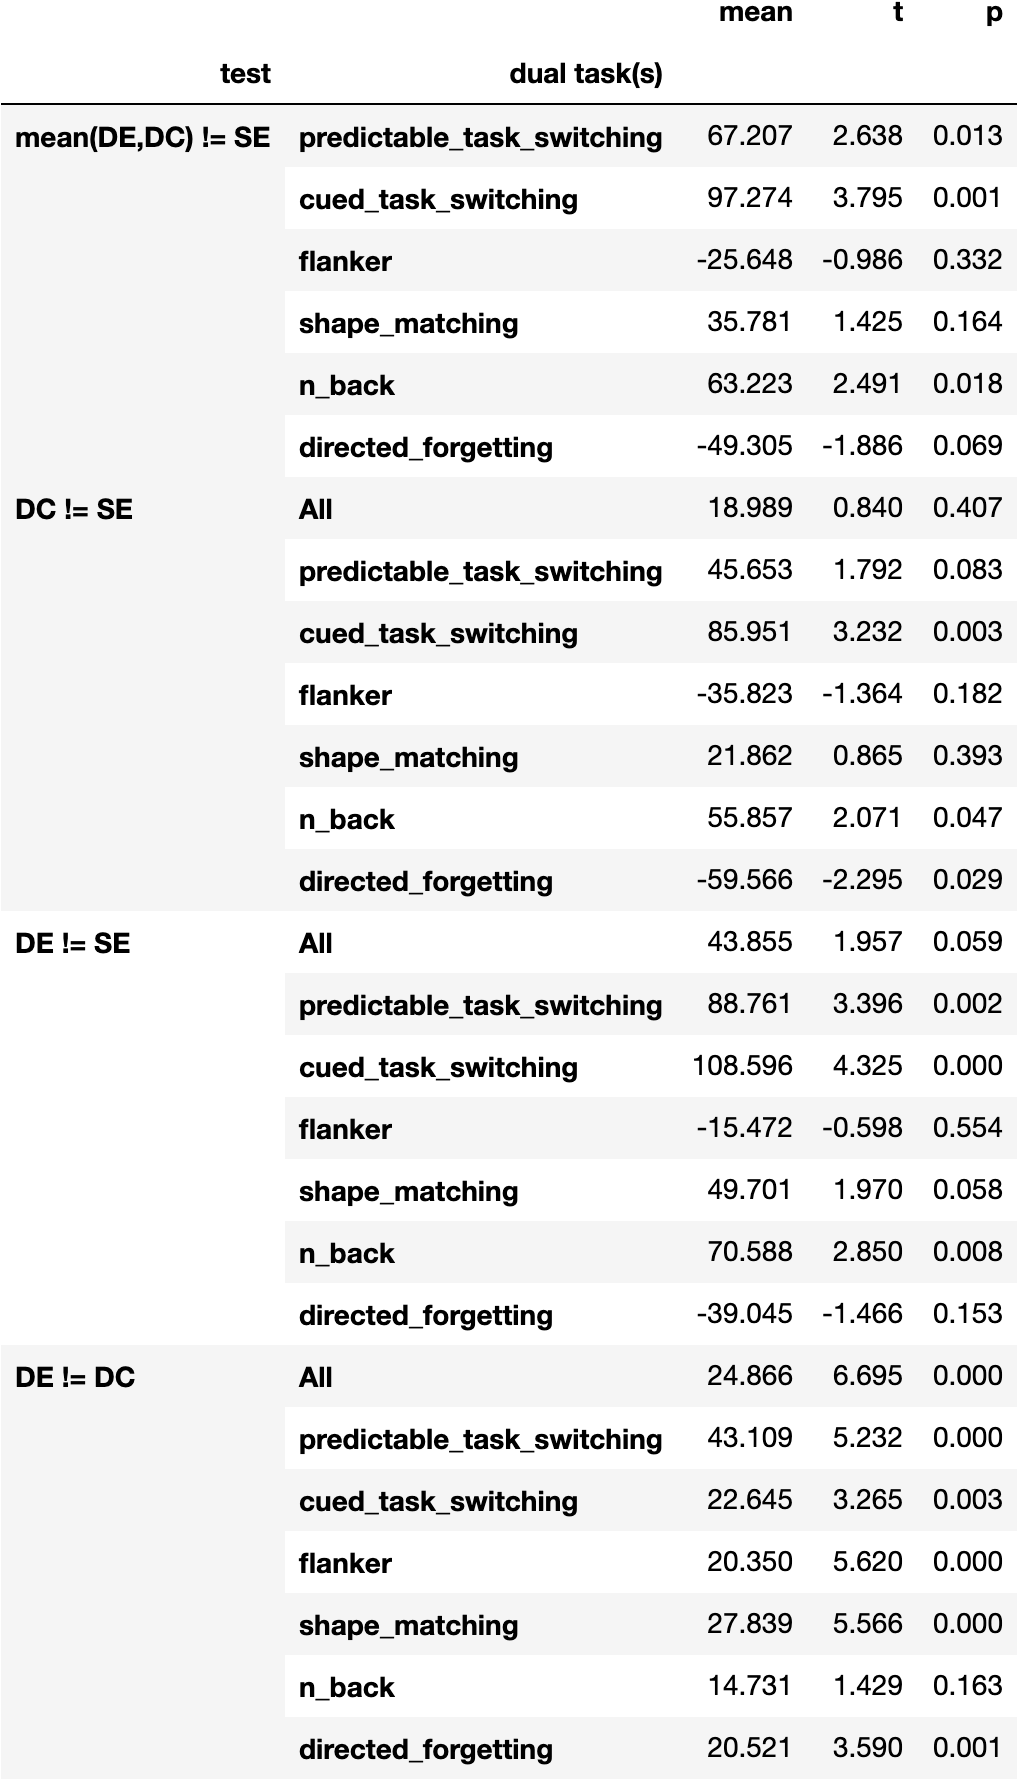 mean t p
test dual task(s)
mean(DE,DC) != SE predictable_task_switching 67.207 2.638 0.013
cued_task_switching 97.274 3.795 0.001
flanker -25.648 -0.986 0.332
shape_matching 35.781 1.425 0.164
n_back 63.223 2.491 0.018
directed_forgetting -49.305 -1.886 0.069
DC != SE All 18.989 0.840 0.407
predictable_task_switching 45.653 1.792 0.083
cued_task_switching 85.951 3.232 0.003
flanker -35.823 -1.364 0.182
shape_matching 21.862 0.865 0.393
n_back 55.857 2.071 0.047
directed_forgetting -59.566 -2.295 0.029
DE != SE All 43.855 1.957 0.059
predictable_task_switching 88.761 3.396 0.002
cued_task_switching 108.596 4.325 0.000
flanker -15.472 -0.598 0.554
shape_matching 49.701 1.970 0.058
n_back 70.588 2.850 0.008
directed_forgetting -39.045 -1.466 0.153
DE != DC All 24.866 6.695 0.000
predictable_task_switching 43.109 5.232 0.000
cued_task_switching 22.645 3.265 0.003
flanker 20.350 5.620 0.000
shape_matching 27.839 5.566 0.000
n_back 14.731 1.429 0.163
directed_forgetting 20.521 3.590 0.001